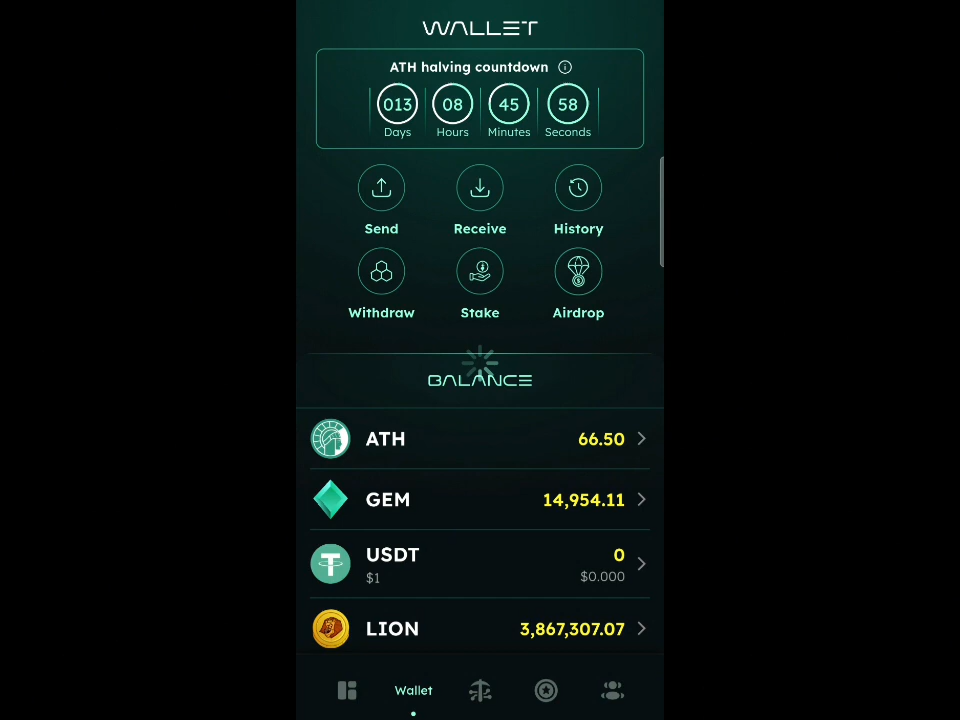 WALLET
ATH halving countdown
013 08 45 58
Days Hours Minutes Seconds
Send Receive History
Withdraw Stake Airdrop
BALANCE
ATH 66.50
GEM 14,954.11
USDT 0
$1 $0.000
LION 3,867,307.07
Wallet